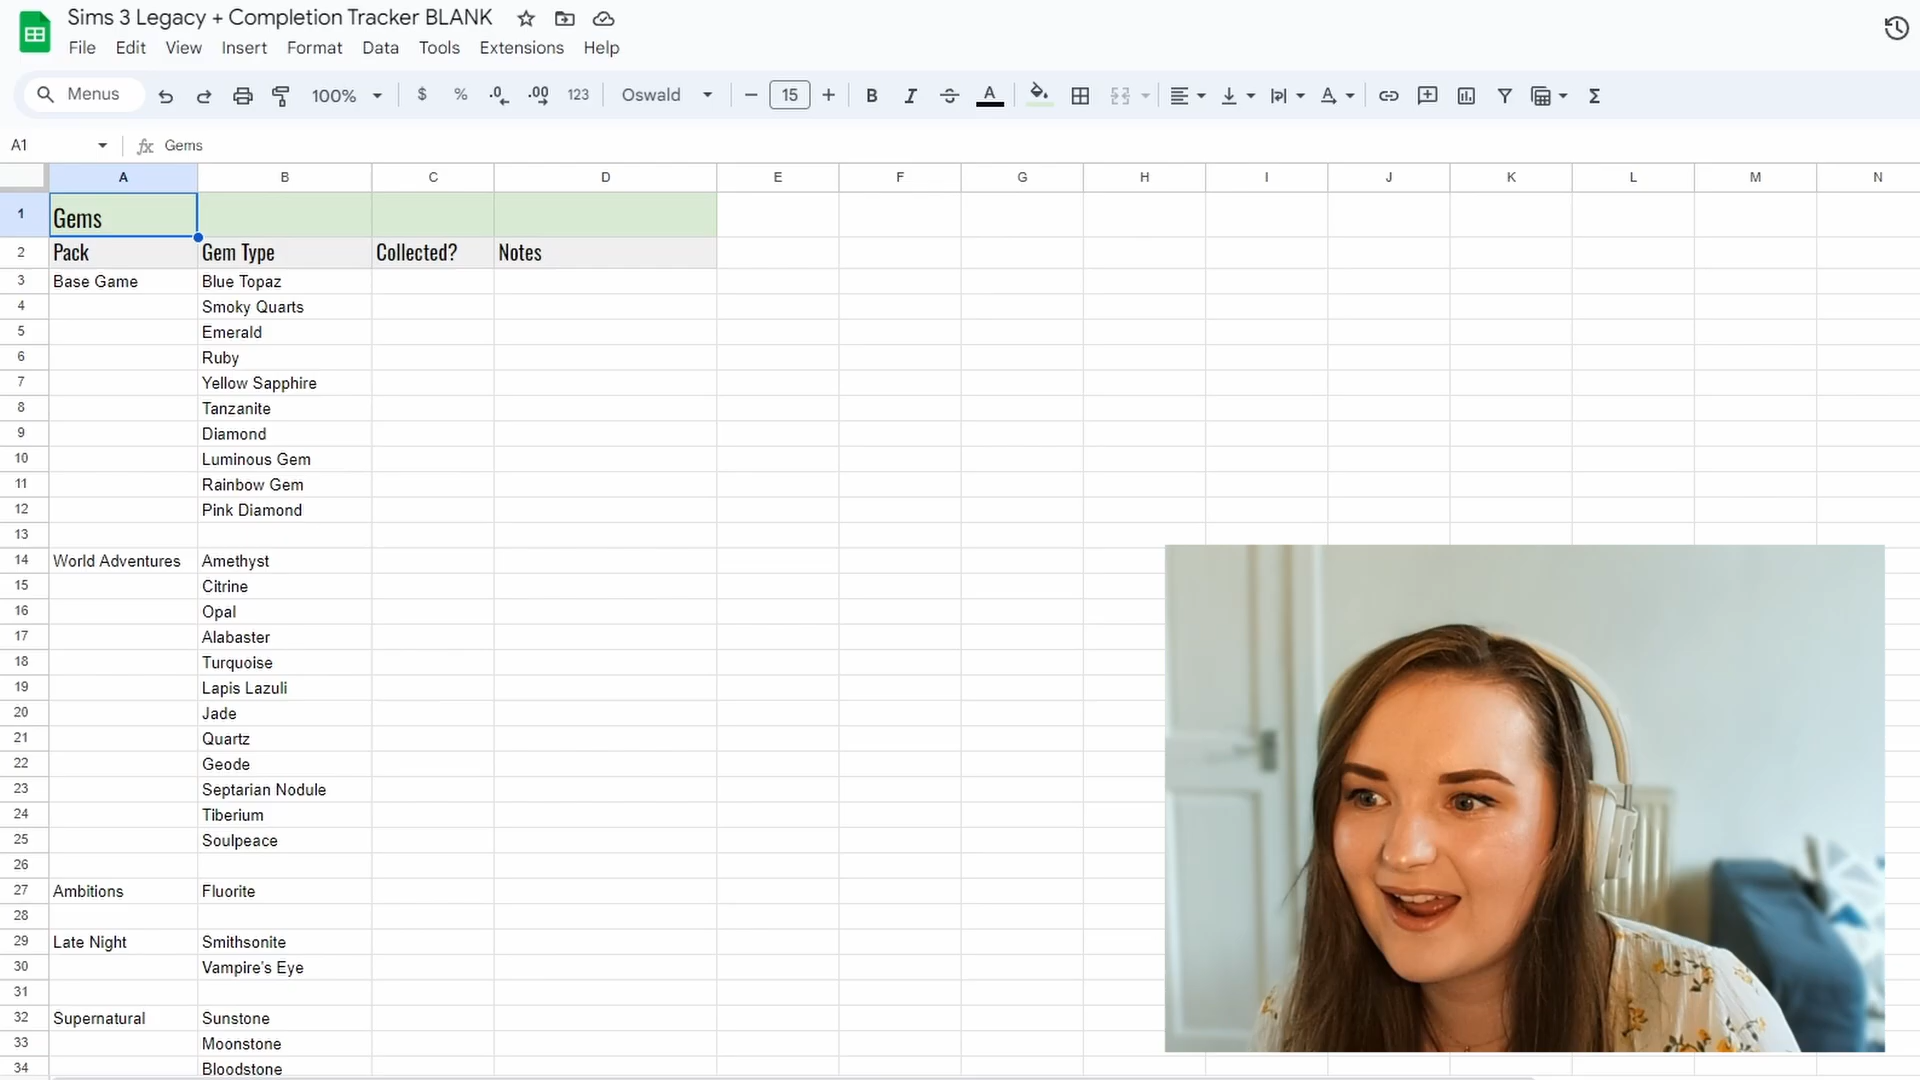 Sims 3 Legacy + Completion Tracker BLANK
File Edit View Insert Format Data Tools Extensions Help
Menus 100% $ % .0 .00 123 Oswald 15 B I A Σ
A1 fx Gems
A B C D E F G H I J K L M N
1 Gems
2 Pack Gem Type Collected? Notes
3 Base Game Blue Topaz
4 Smoky Quarts
5 Emerald
6 Ruby
7 Yellow Sapphire
8 Tanzanite
9 Diamond
10 Luminous Gem
11 Rainbow Gem
12 Pink Diamond
13
14 World Adventures Amethyst
15 Citrine
16 Opal
17 Alabaster
18 Turquoise
19 Lapis Lazuli
20 Jade
21 Quartz
22 Geode
23 Septarian Nodule
24 Tiberium
25 Soulpeace
26
27 Ambitions Fluorite
28
29 Late Night Smithsonite
30 Vampire's Eye
31
32 Supernatural Sunstone
33 Moonstone
34 Bloodstone